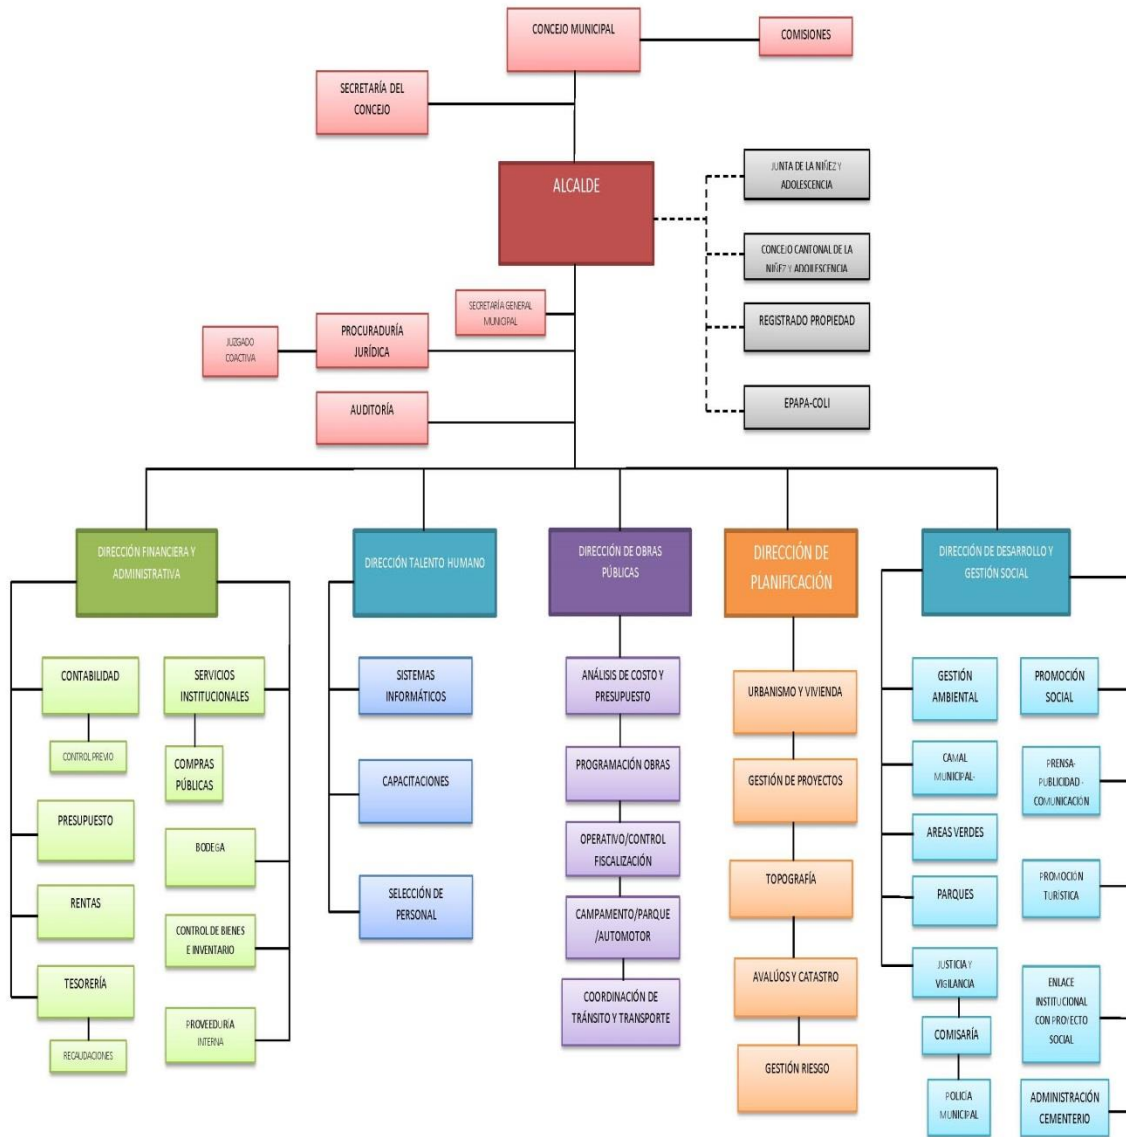 CONCEJO MUNICIPAL
COMISIONES
SECRETARÍA DEL
CONCEJO
ALCALDE
JUNTA DE LA NIÑEZ Y
ADOLESCENCIA
CONCEJO CANTONAL DE LA
NIÑEZ Y ADOLESCENCIA
REGISTRADO PROPIEDAD
EPAPA-COLI
SECRETARÍA GENERAL
MUNICIPAL
PROCURADURÍA
JURÍDICA
JUZGADO
COACTIVA
AUDITORÍA
DIRECCIÓN FINANCIERA Y
ADMINISTRATIVA
CONTABILIDAD
CONTROL PREVIO
PRESUPUESTO
RENTAS
TESORERÍA
RECAUDACIONES
SERVICIOS
INSTITUCIONALES
COMPRAS
PÚBLICAS
BODEGA
CONTROL DE BIENES
E INVENTARIO
PROVEEDURÍA
INTERNA
DIRECCIÓN TALENTO HUMANO
SISTEMAS
INFORMÁTICOS
CAPACITACIONES
SELECCIÓN DE
PERSONAL
DIRECCIÓN DE OBRAS
PÚBLICAS
ANÁLISIS DE COSTO Y
PRESUPUESTO
PROGRAMACIÓN OBRAS
OPERATIVO/CONTROL
FISCALIZACIÓN
CAMPAMENTO/PARQUE
/AUTOMOTOR
COORDINACIÓN DE
TRÁNSITO Y TRANSPORTE
DIRECCIÓN DE
PLANIFICACIÓN
URBANISMO Y VIVIENDA
GESTIÓN DE PROYECTOS
TOPOGRAFÍA
AVALÚOS Y CATASTRO
GESTIÓN RIESGO
DIRECCIÓN DE DESARROLLO Y
GESTIÓN SOCIAL
GESTIÓN
AMBIENTAL
CAMAL
MUNICIPAL-
AREAS VERDES
PARQUES
JUSTICIA Y
VIGILANCIA
COMISARÍA
POLICÍA
MUNICIPAL
PROMOCIÓN
SOCIAL
PRENSA-
PUBLICIDAD -
COMUNICACIÓN
PROMOCIÓN
TURÍSTICA
ENLACE
INSTITUCIONAL
CON PROYECTO
SOCIAL
ADMINISTRACIÓN
CEMENTERIO